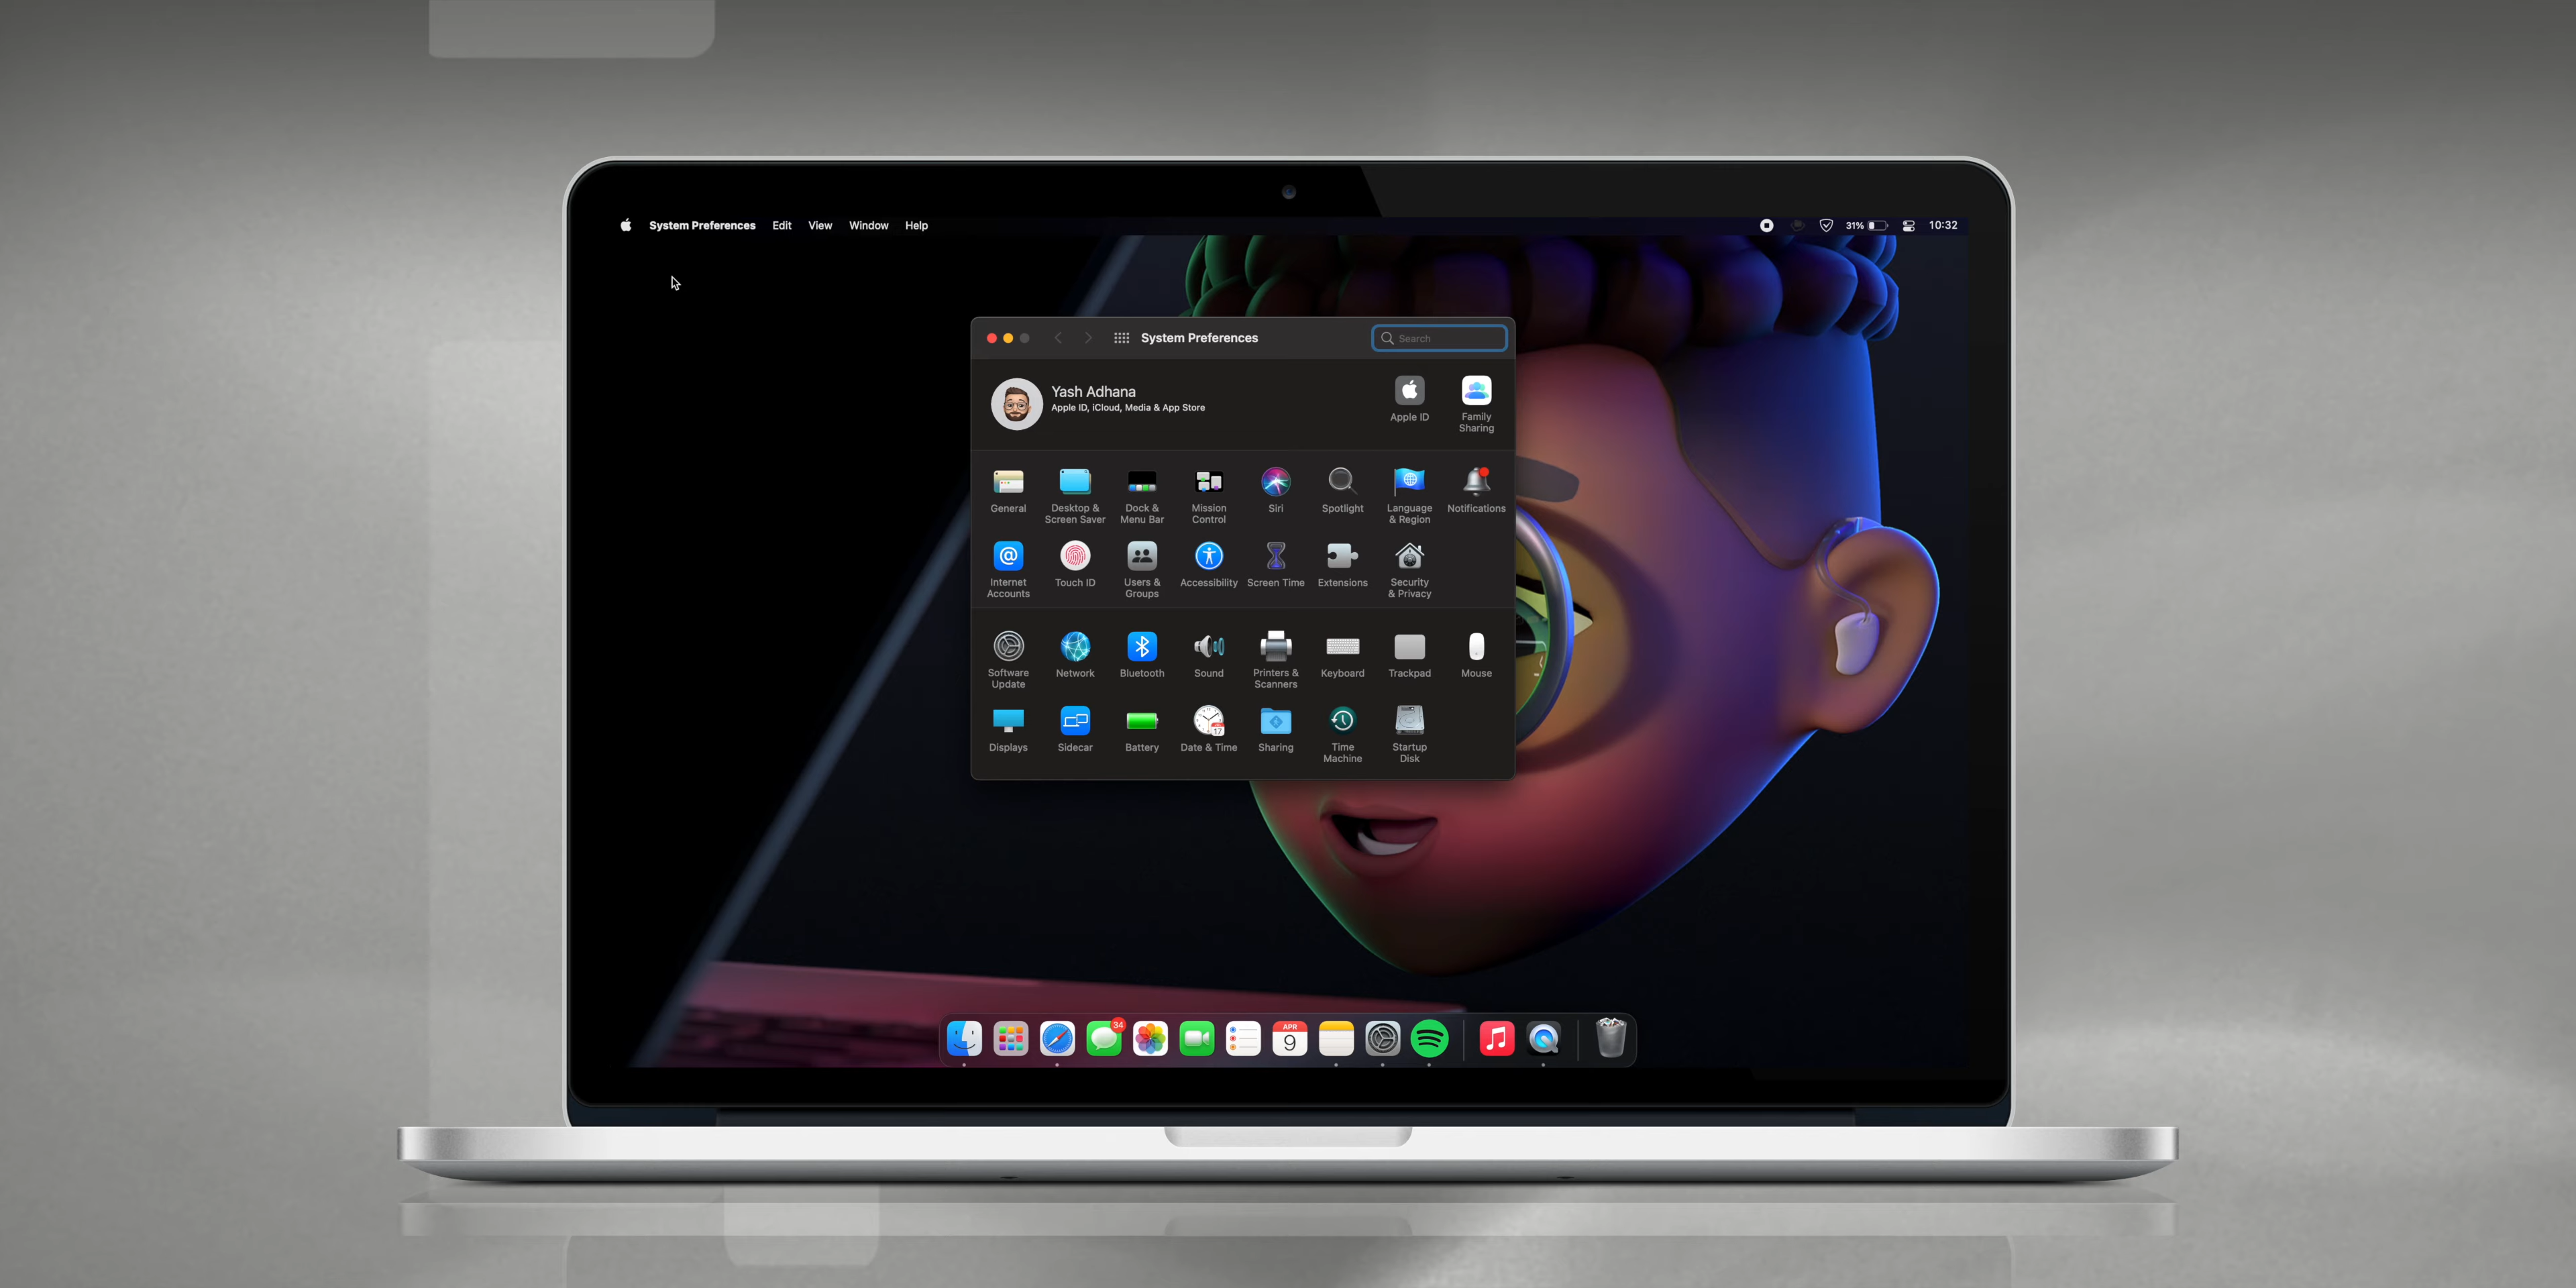 System Preferences Edit View Window Help 31% 10:32
System Preferences Search
Yash Adhana
Apple ID, iCloud, Media & App Store
Apple ID
Family
Sharing
General
Desktop &
Screen Saver
Dock &
Menu Bar
Mission
Control
Siri
Spotlight
Language
& Region
Notifications
Internet
Accounts
Touch ID
Users &
Groups
Accessibility
Screen Time
Extensions
Security
& Privacy
Software
Update
Network
Bluetooth
Sound
Printers &
Scanners
Keyboard
Trackpad
Mouse
Displays
Sidecar
Battery
17
Date & Time
Sharing
Time
Machine
Startup
Disk
34
APR
9